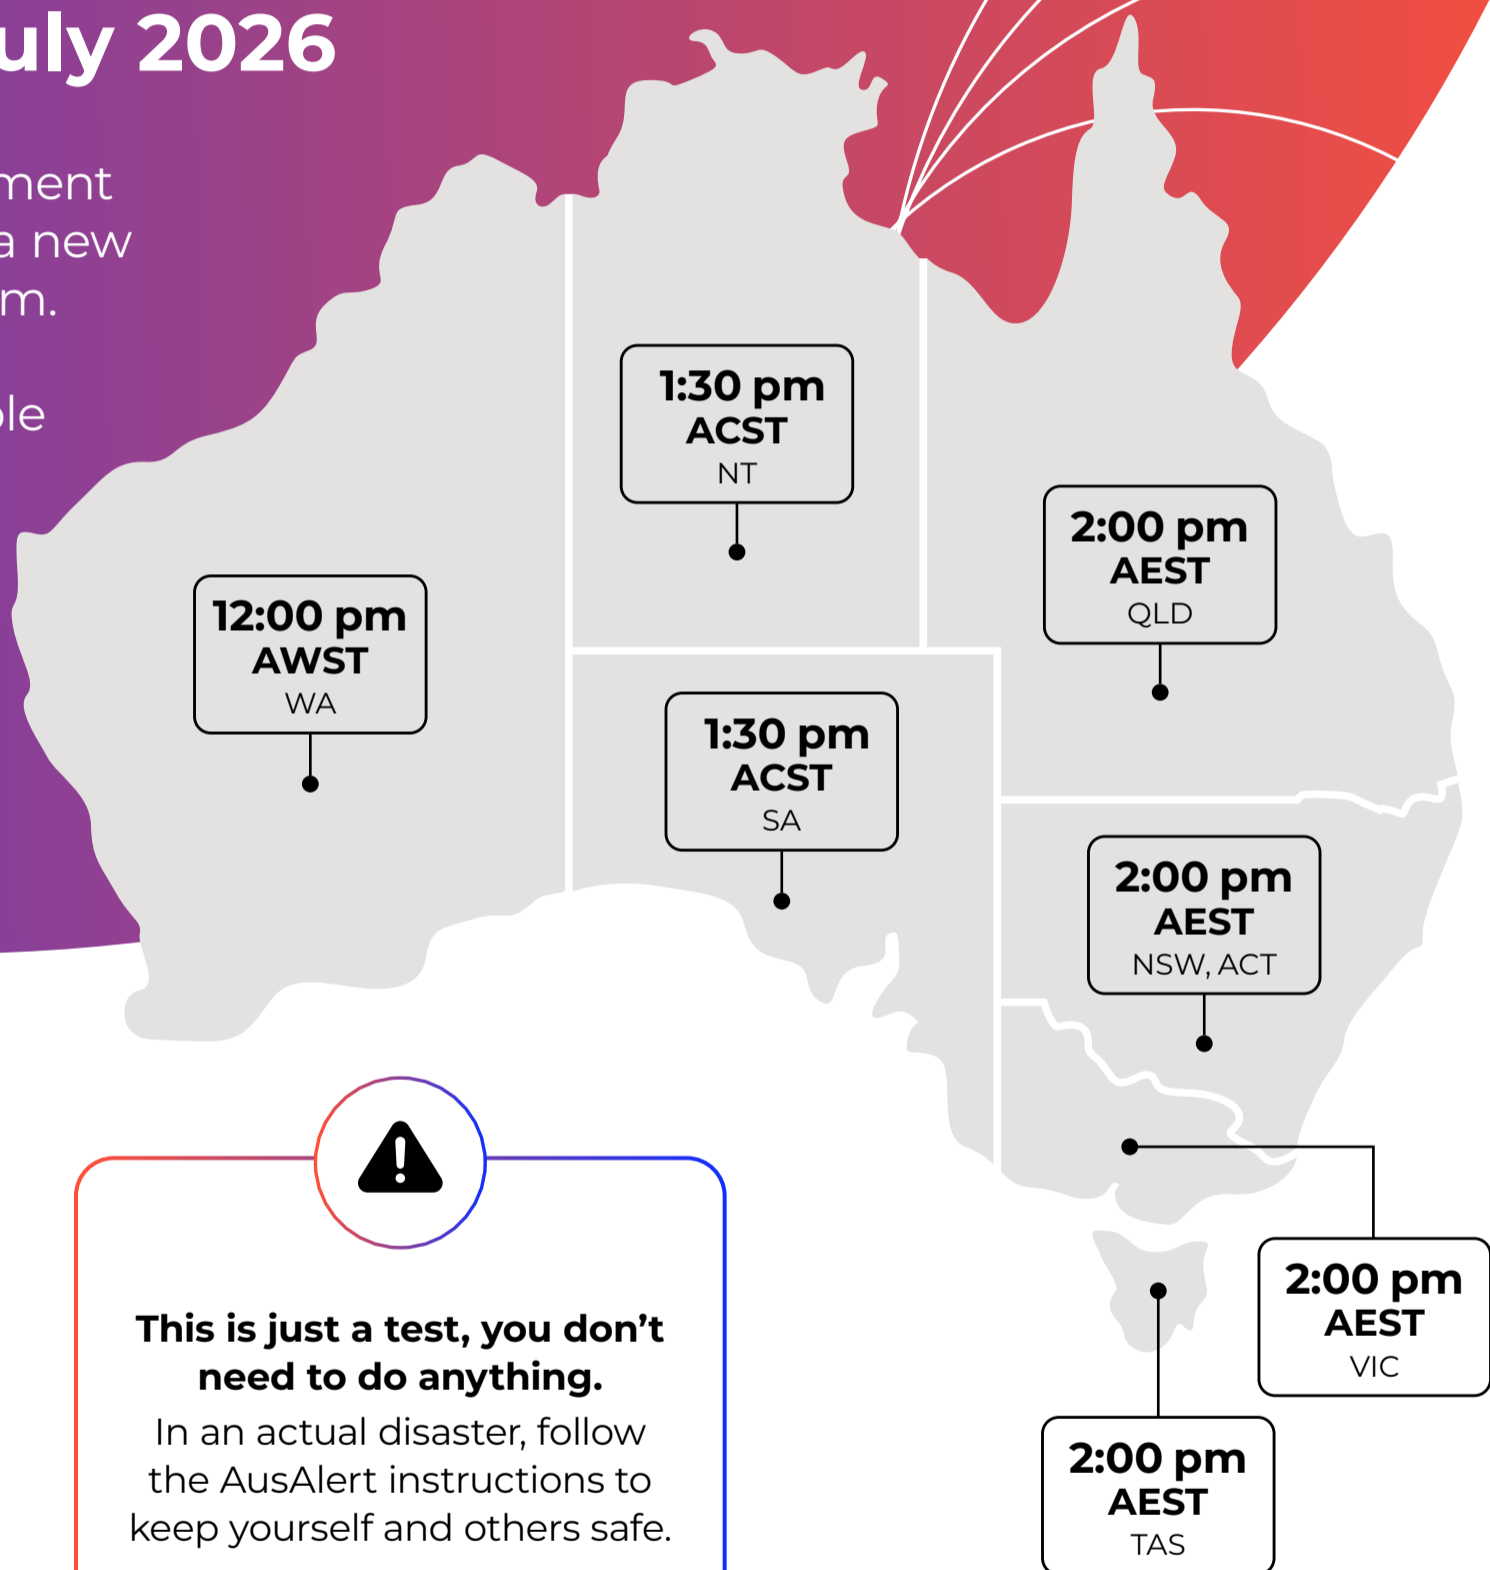 uly 2026
ment
a new
m.
ole
1:30 pm
ACST
NT
2:00 pm
AEST
QLD
12:00 pm
AWST
WA
1:30 pm
ACST
SA
2:00 pm
AEST
NSW, ACT
2:00 pm
AEST
VIC
2:00 pm
AEST
TAS
This is just a test, you don’t
need to do anything.
In an actual disaster, follow
the AusAlert instructions to
keep yourself and others safe.